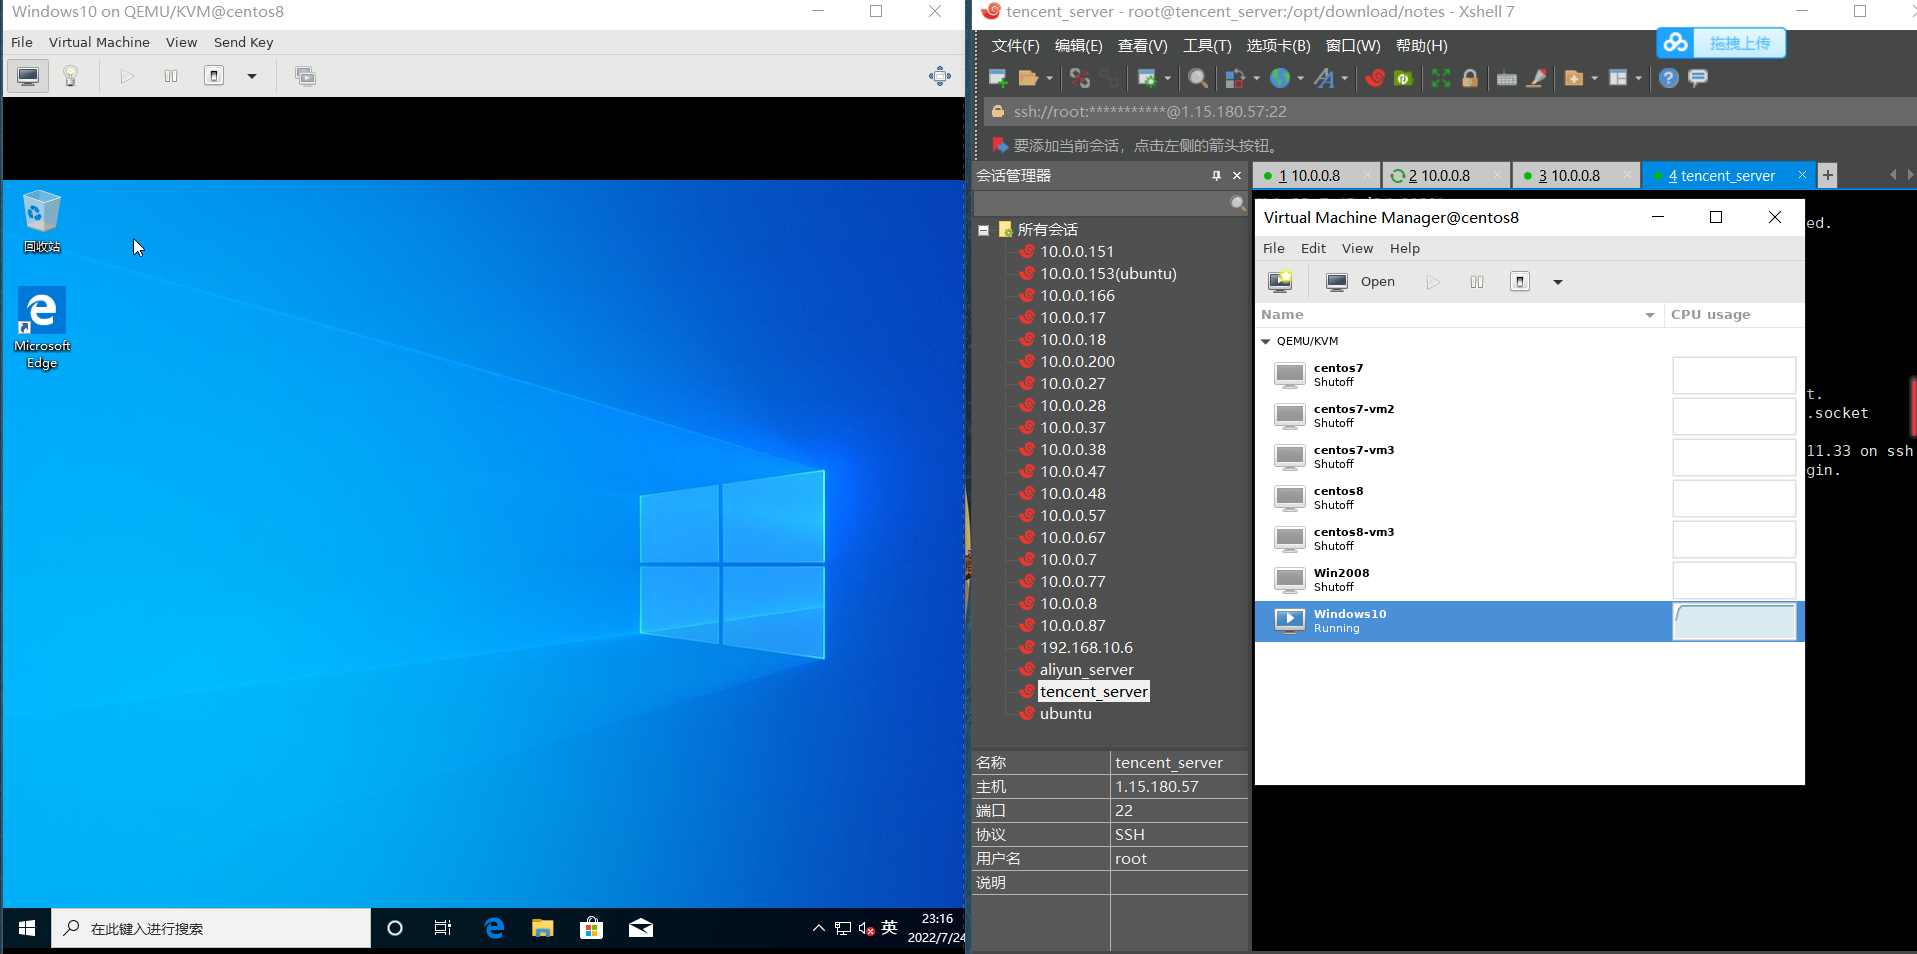 Windows10 on QEMU/KVM@centos8
File Virtual Machine View Send Key
回收站
Microsoft
Edge
在此键入进行搜索
英
23:16
2022/7/24
tencent_server - root@tencent_server:/opt/download/notes - Xshell 7
文件(F) 编辑(E) 查看(V) 工具(T) 选项卡(B) 窗口(W) 帮助(H)
拖拽上传
ssh://root:***********@1.15.180.57:22
要添加当前会话，点击左侧的箭头按钮。
会话管理器
1 10.0.0.8
2 10.0.0.8
3 10.0.0.8
4 tencent_server
所有会话
10.0.0.151
10.0.0.153(ubuntu)
10.0.0.166
10.0.0.17
10.0.0.18
10.0.0.200
10.0.0.27
10.0.0.28
10.0.0.37
10.0.0.38
10.0.0.47
10.0.0.48
10.0.0.57
10.0.0.67
10.0.0.7
10.0.0.77
10.0.0.8
10.0.0.87
192.168.10.6
aliyun_server
tencent_server
ubuntu
名称 tencent_server
主机 1.15.180.57
端口 22
协议 SSH
用户名 root
说明
Virtual Machine Manager@centos8
File Edit View Help
Open
Name CPU usage
QEMU/KVM
centos7
Shutoff
centos7-vm2
Shutoff
centos7-vm3
Shutoff
centos8
Shutoff
centos8-vm3
Shutoff
Win2008
Shutoff
Windows10
Running
ed.
t.
.socket
11.33 on ssh
gin.